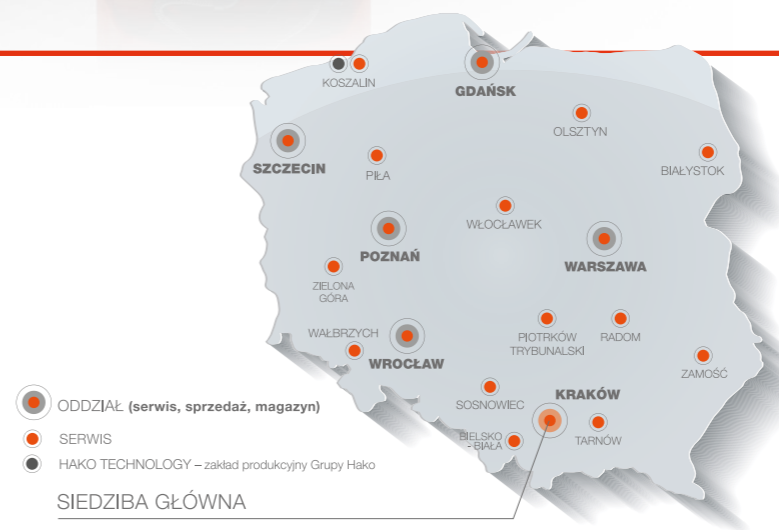 KOSZALIN
GDAŃSK
OLSZTYN
SZCZECIN
PIŁA
BIAŁYSTOK
WŁOCŁAWEK
POZNAŃ
WARSZAWA
ZIELONA
GÓRA
WAŁBRZYCH
WROCŁAW
PIOTRKÓW
TRYBUNALSKI
RADOM
ZAMOŚĆ
SOSNOWIEC
KRAKÓW
BIELSKO
- BIAŁA
TARNÓW
ODDZIAŁ (serwis, sprzedaż, magazyn)
SERWIS
HAKO TECHNOLOGY – zakład produkcyjny Grupy Hako
SIEDZIBA GŁÓWNA